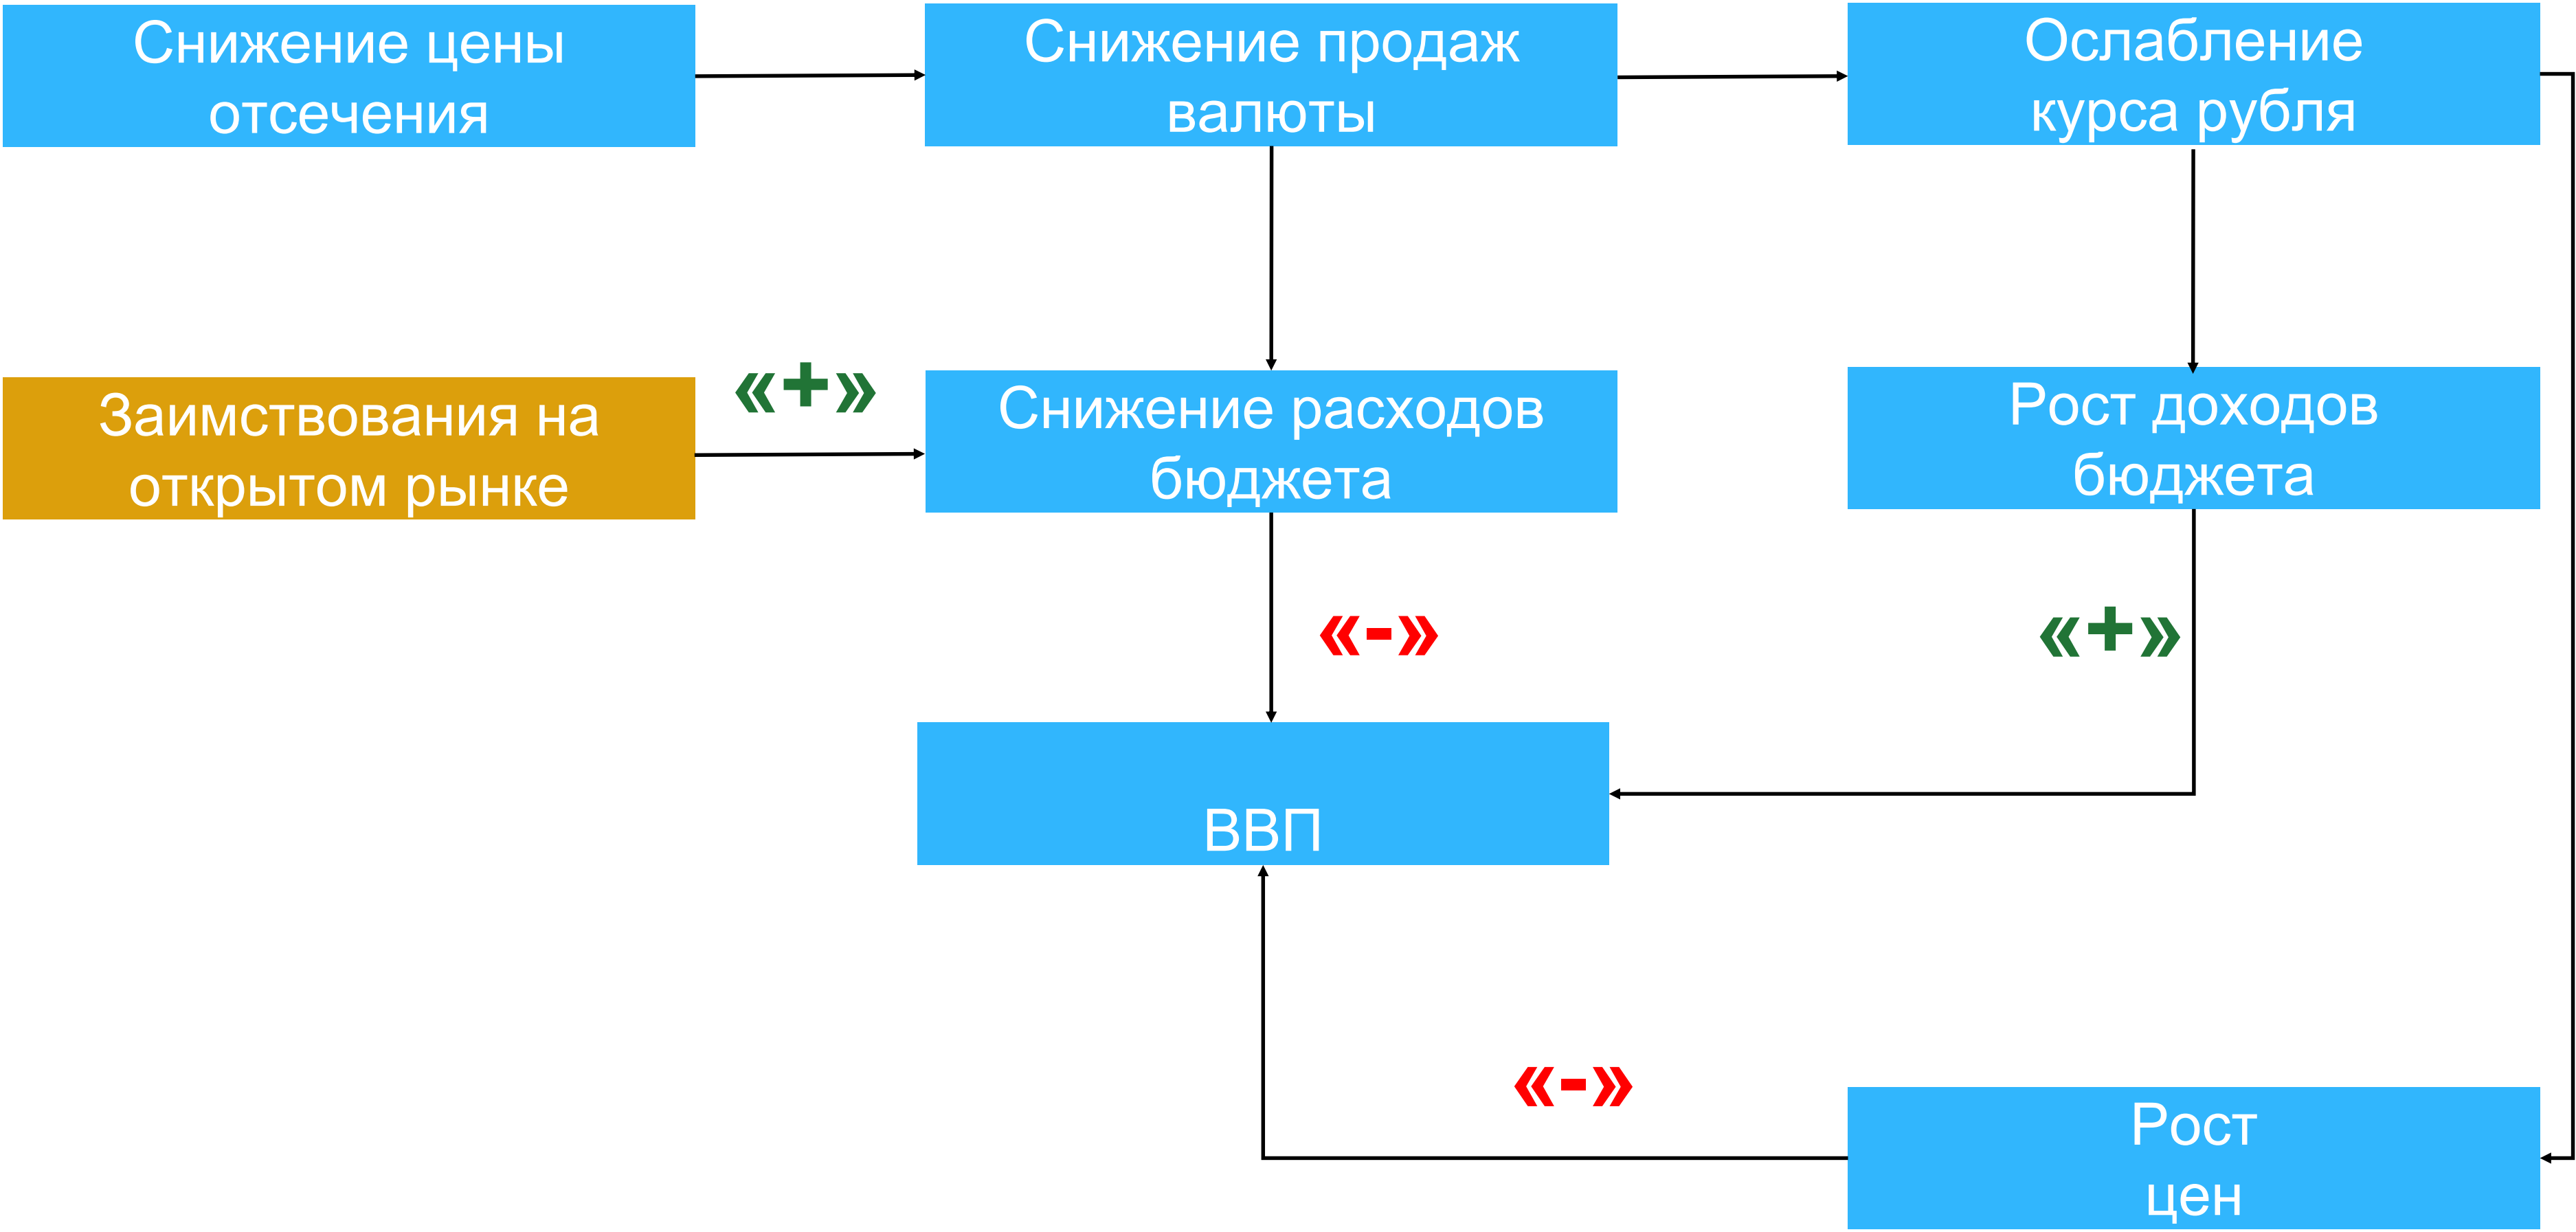 Снижение цены
отсечения
Снижение продаж
валюты
Ослабление
курса рубля
Заимствования на
открытом рынке
«+»
Снижение расходов
бюджета
Рост доходов
бюджета
«-»
«+»
ВВП
«-»
Рост
цен